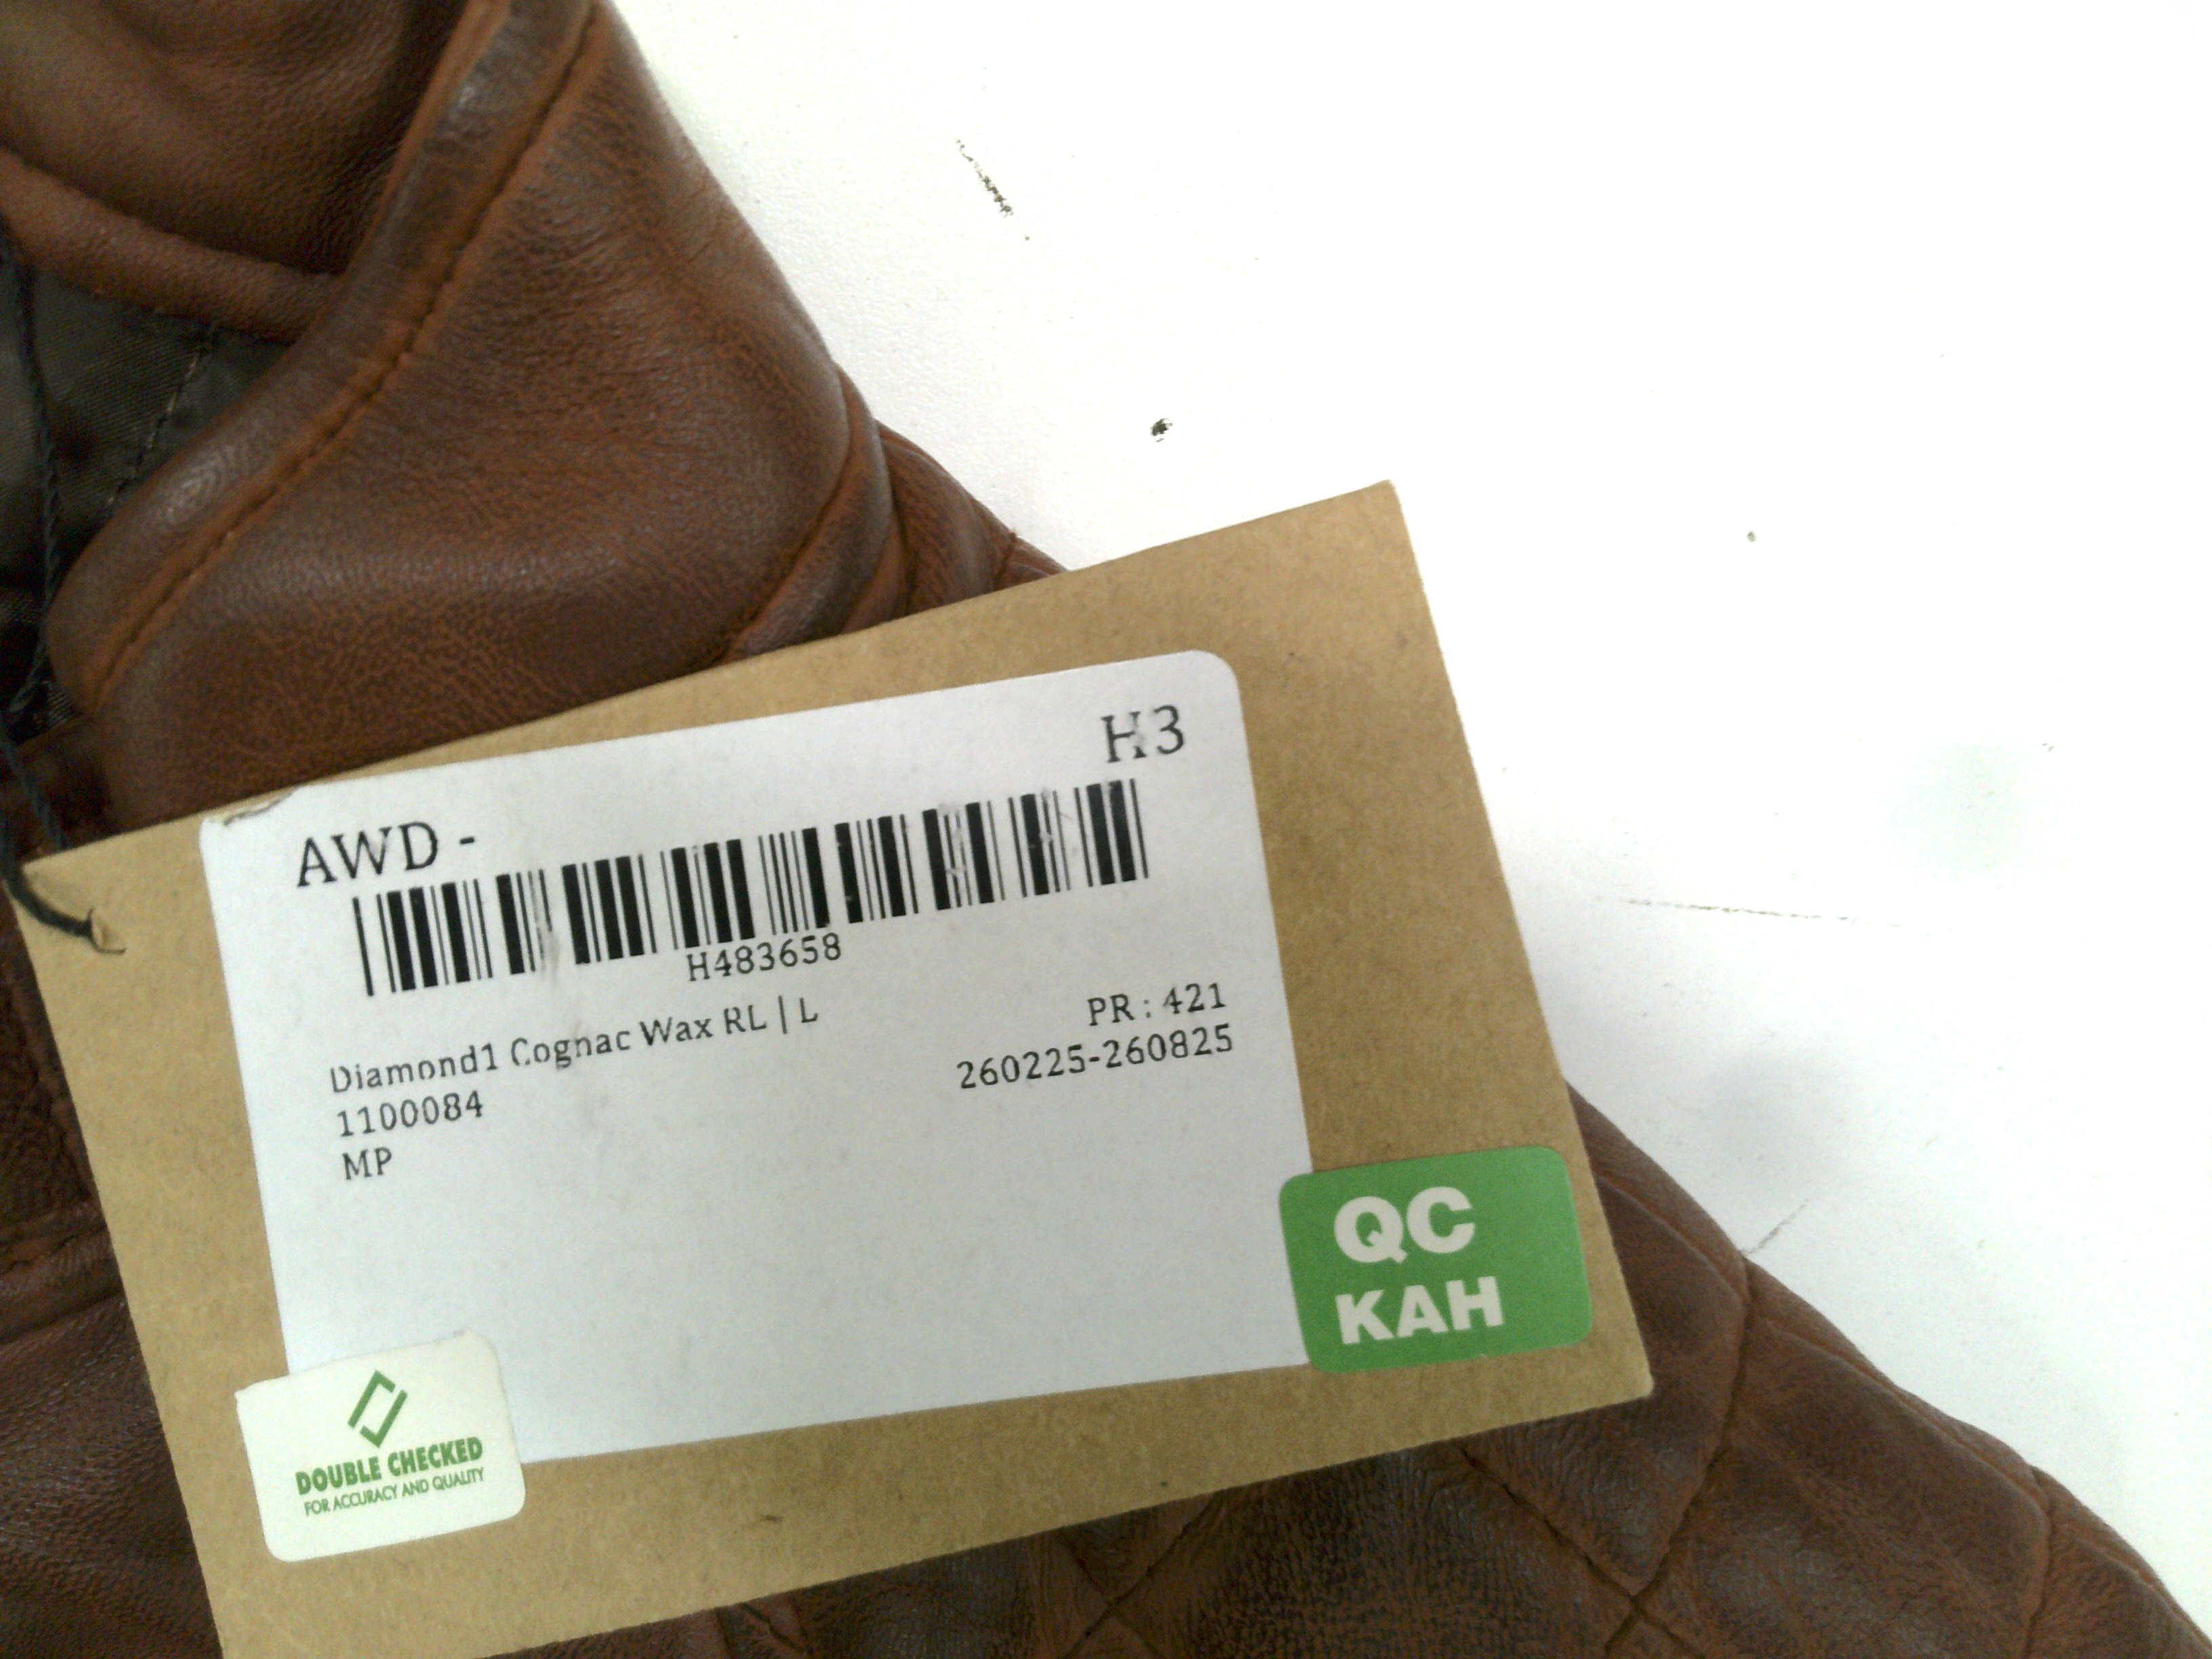 H3
AWD -
H483658
Diamond1 Cognac Wax RL | L
PR : 421
1100084
260225-260825
MP
QC
KAH
DOUBLE CHECKED
FOR ACCURACY AND QUALITY